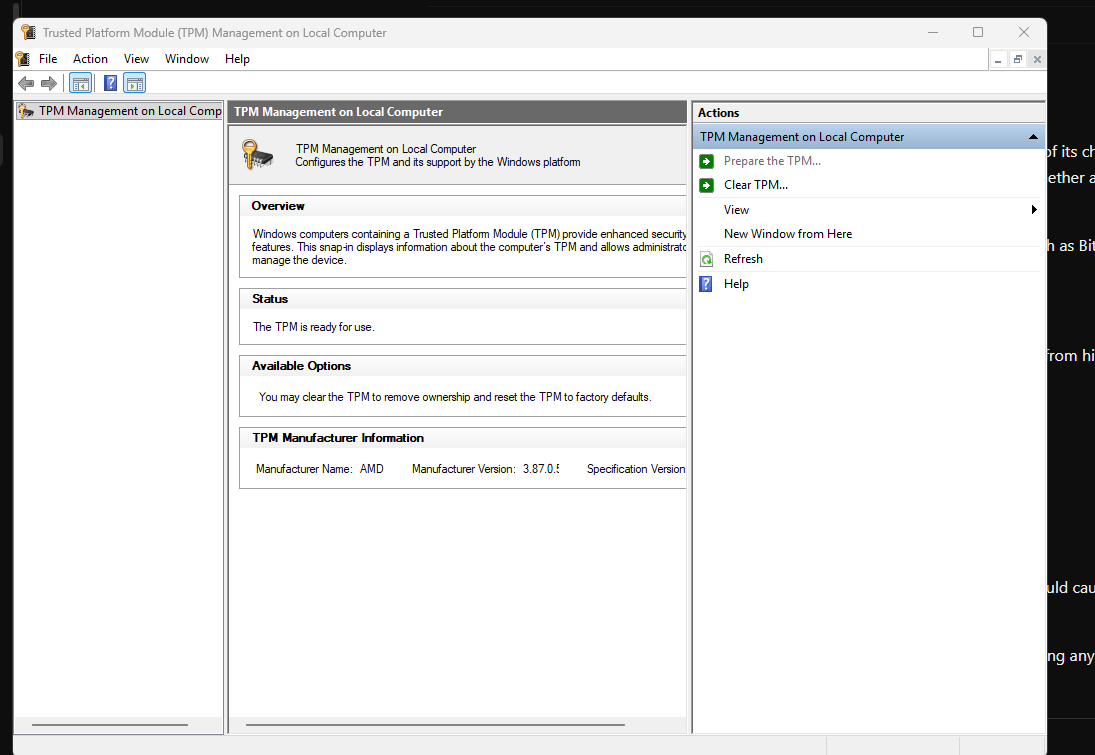 Trusted Platform Module (TPM) Management on Local Computer
File Action View Window Help
TPM Management on Local Comp
TPM Management on Local Computer
TPM Management on Local Computer
Configures the TPM and its support by the Windows platform
Overview
Windows computers containing a Trusted Platform Module (TPM) provide enhanced security
features. This snap-in displays information about the computer's TPM and allows administratc
manage the device.
Status
The TPM is ready for use.
Available Options
You may clear the TPM to remove ownership and reset the TPM to factory defaults.
TPM Manufacturer Information
Manufacturer Name: AMD Manufacturer Version: 3.87.0.5 Specification Version
Actions
TPM Management on Local Computer
Prepare the TPM...
Clear TPM...
View
New Window from Here
Refresh
Help
of its ch
ether a
h as Bit
from hi
uld cau
ng any